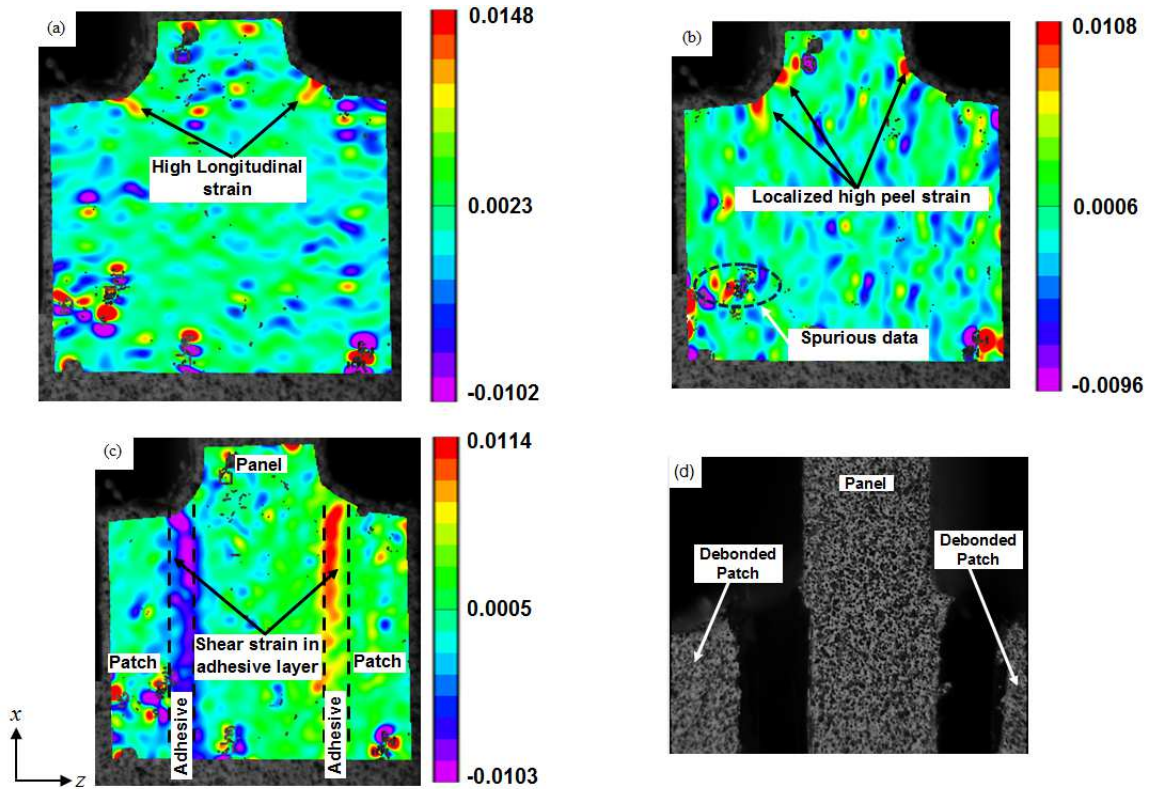 (a)
0.0148
High Longitudinal
strain
0.0023
-0.0102
(b)
0.0108
Localized high peel strain
0.0006
Spurious data
-0.0096
(c)
0.0114
Panel
0.0005
Shear strain in
adhesive layer
Patch
Patch
Adhesive
Adhesive
-0.0103
x
z
(d)
Panel
Debonded
Patch
Debonded
Patch